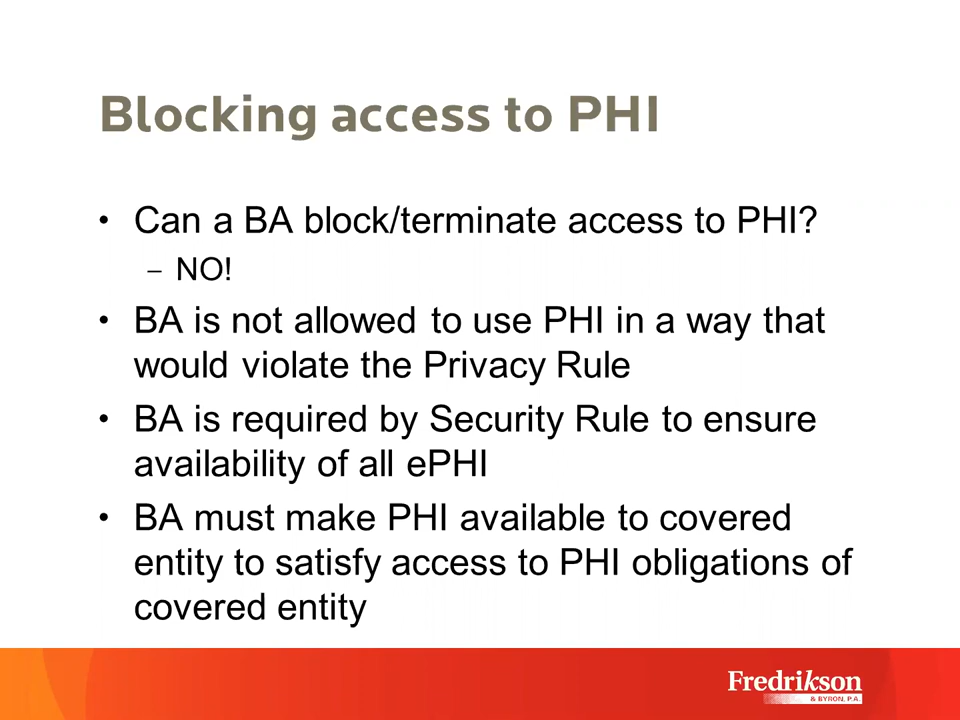 Blocking access to PHI
• Can a BA block/terminate access to PHI?
– NO!
• BA is not allowed to use PHI in a way that
would violate the Privacy Rule
• BA is required by Security Rule to ensure
availability of all ePHI
• BA must make PHI available to covered
entity to satisfy access to PHI obligations of
covered entity
Fredrikson
& BYRON, P.A.